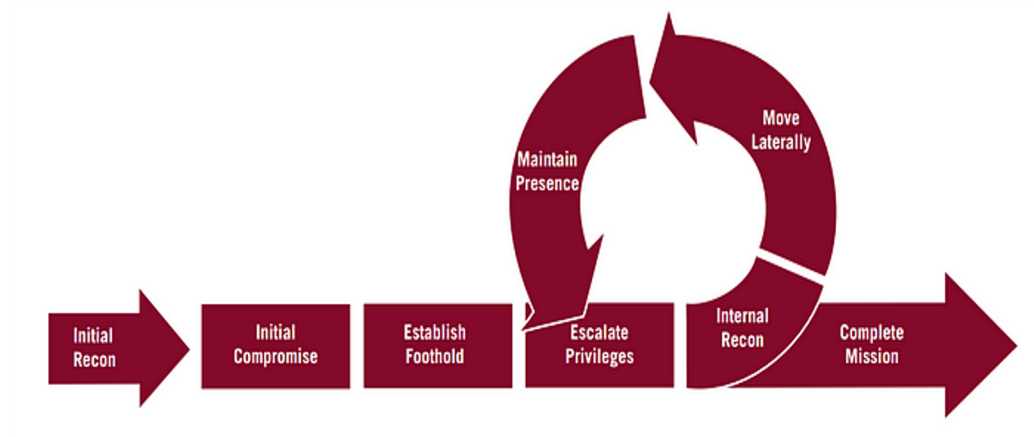 Initial
Recon
Initial
Compromise
Establish
Foothold
Escalate
Privileges
Internal
Recon
Move
Laterally
Maintain
Presence
Complete
Mission